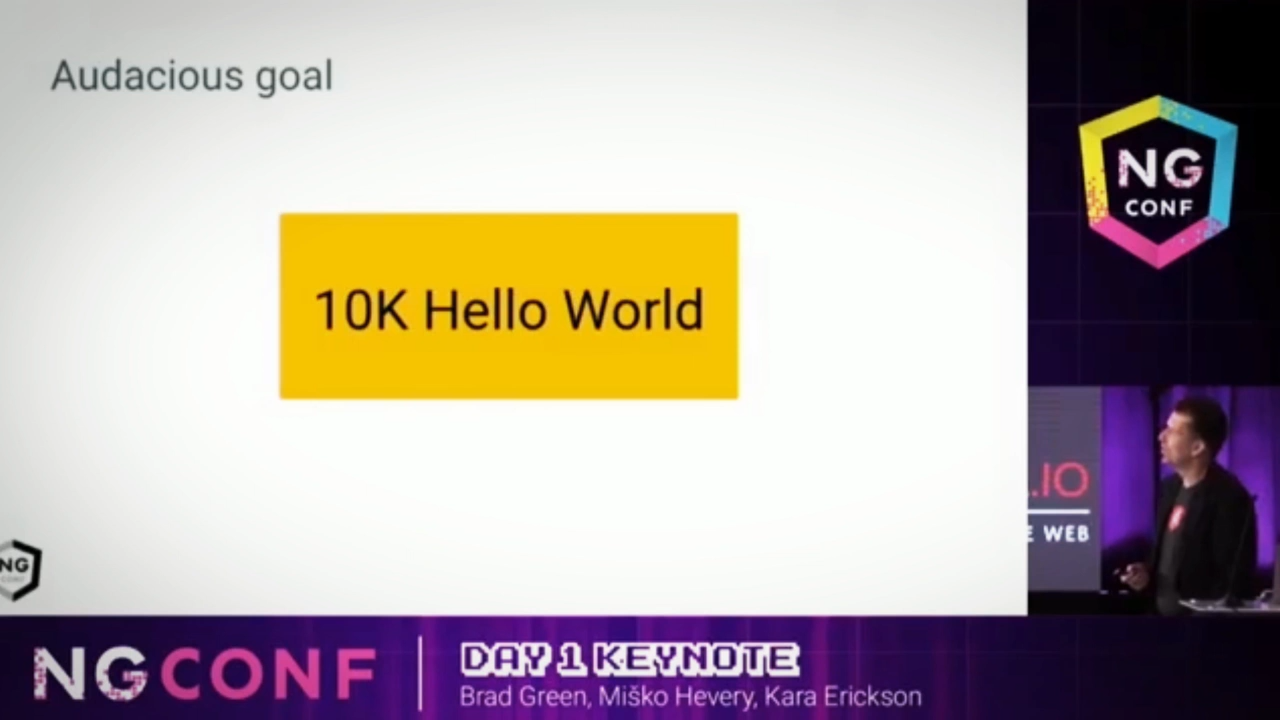 Audacious goal
10K Hello World
NG
CONF
.IO
E WEB
NG
CONF
NG CONF
DAY 1 KEYNOTE
Brad Green, Miško Hevery, Kara Erickson